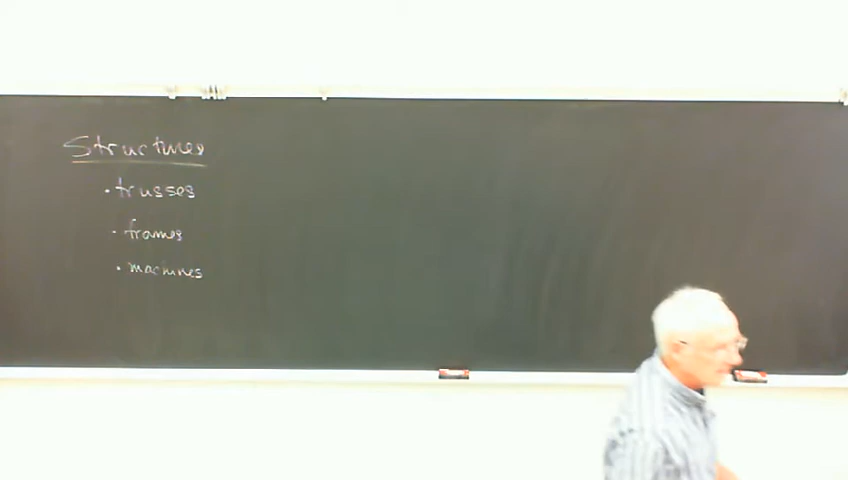 Structures
· trusses
· frames
· machines